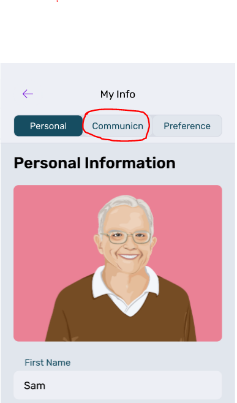 My Info
Personal Communicn Preference
Personal Information
First Name
Sam